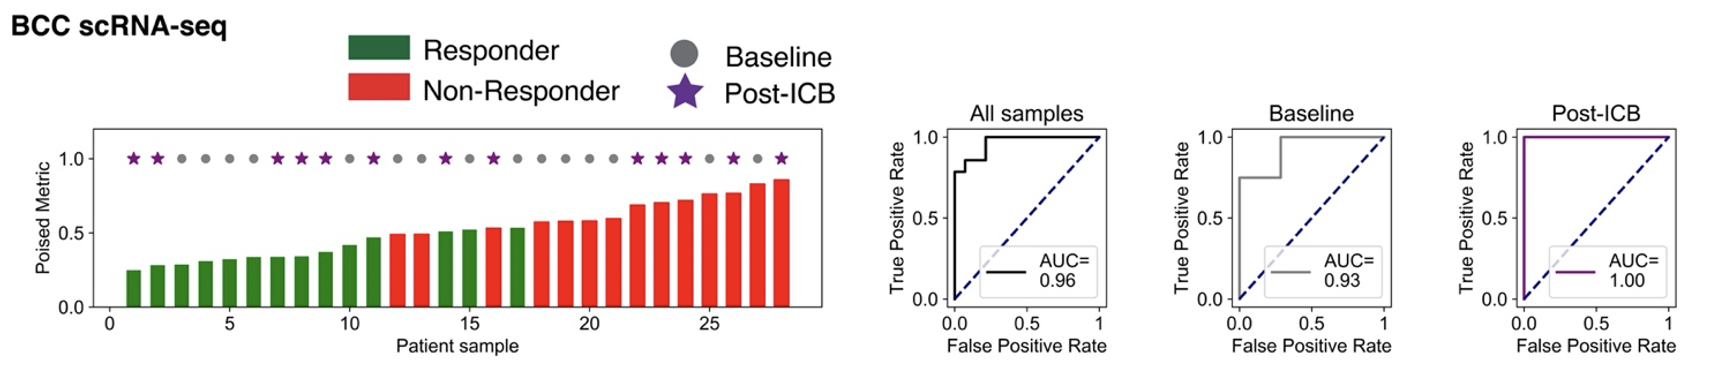 BCC scRNA-seq
Responder
Non-Responder
Baseline
Post-ICB
Poised Metric
1.0
0.5
0.0
0
5
10
15
20
25
Patient sample
All samples
True Positive Rate
1.0
0.5
0.0
AUC=
0.96
0.0
0.5
1
False Positive Rate
Baseline
True Positive Rate
1.0
0.5
0.0
AUC=
0.93
0.0
0.5
1
False Positive Rate
Post-ICB
True Positive Rate
1.0
0.5
0.0
AUC=
1.00
0.0
0.5
1
False Positive Rate